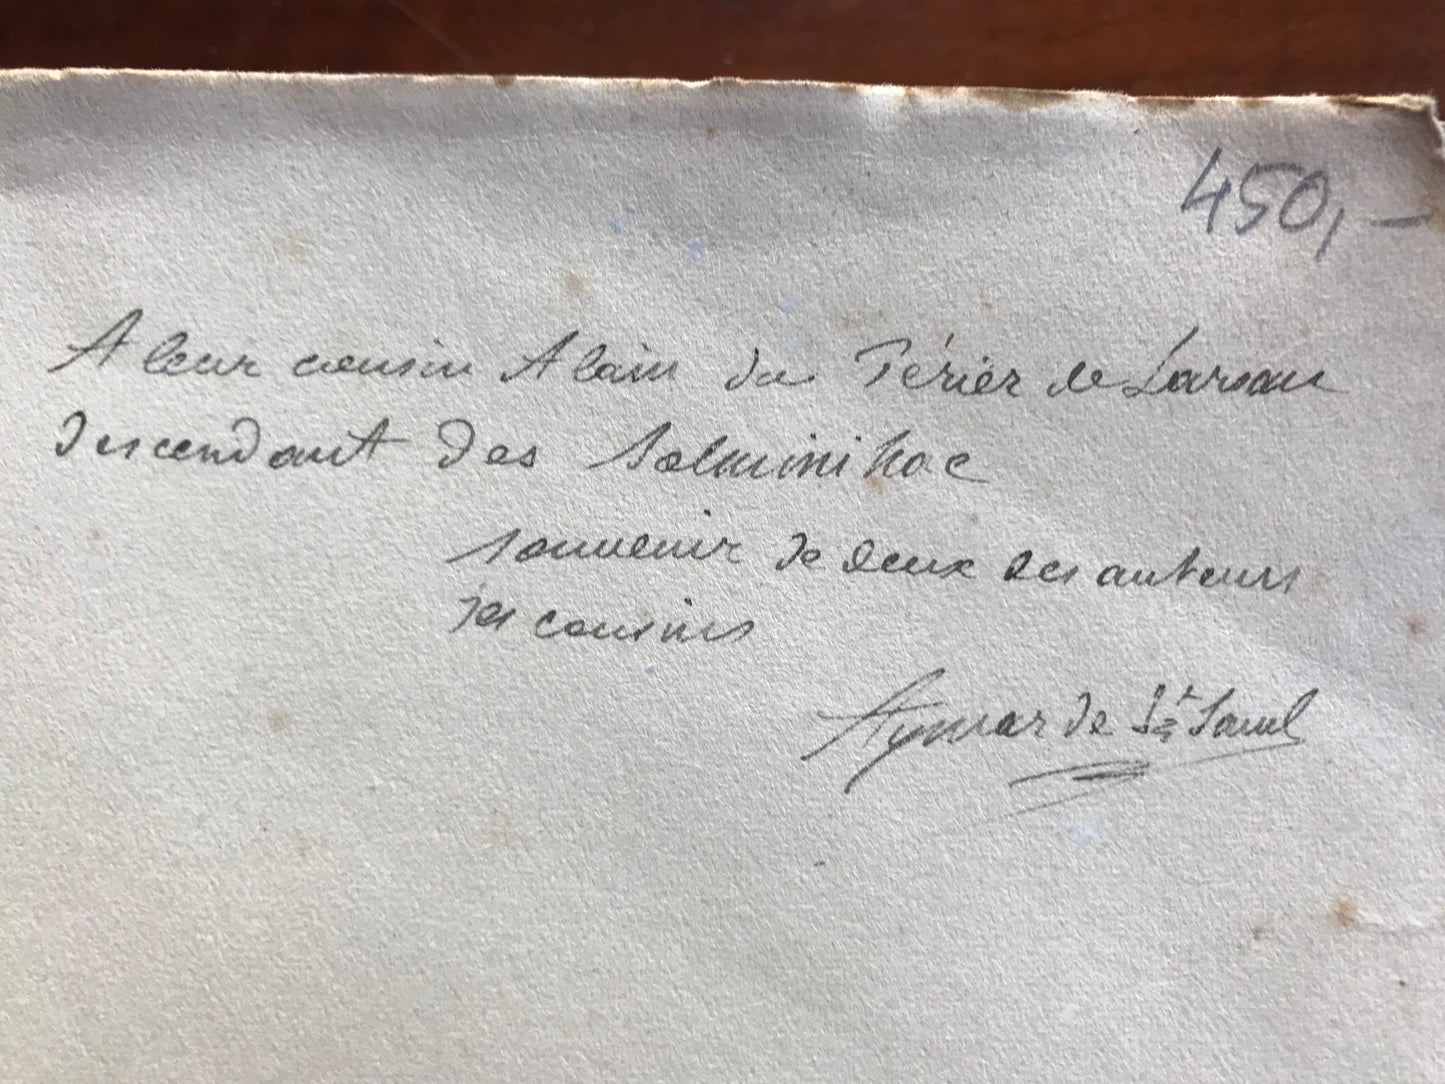 450,-
A leur cousin Alain du Périer de Larsan
descendant des Solminihac
souvenir de deux des auteurs
ses cousins
Aymar de St Saud